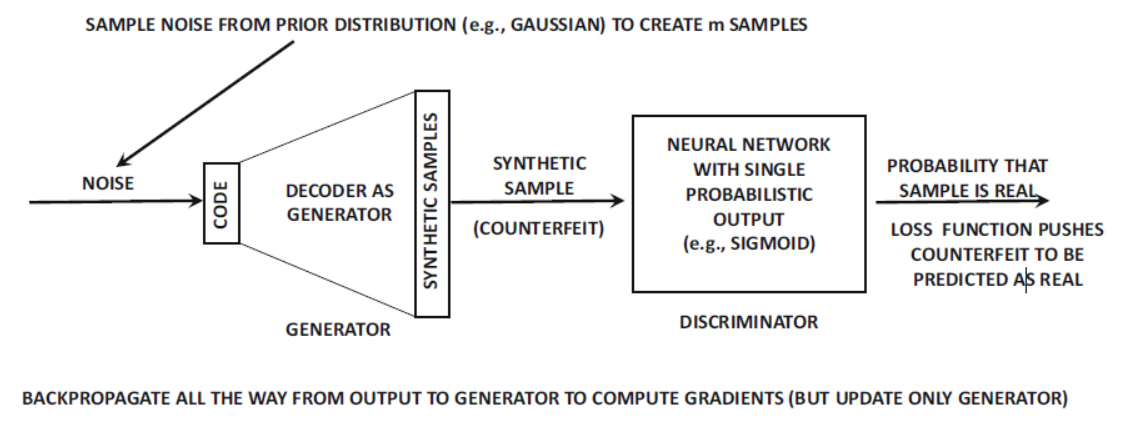 SAMPLE NOISE FROM PRIOR DISTRIBUTION (e.g., GAUSSIAN) TO CREATE m SAMPLES
NOISE
CODE
DECODER AS
GENERATOR
SYNTHETIC SAMPLES
GENERATOR
SYNTHETIC
SAMPLE
(COUNTERFEIT)
NEURAL NETWORK
WITH SINGLE
PROBABILISTIC
OUTPUT
(e.g., SIGMOID)
DISCRIMINATOR
PROBABILITY THAT
SAMPLE IS REAL
LOSS FUNCTION PUSHES
COUNTERFEIT TO BE
PREDICTED AS REAL
BACKPROPAGATE ALL THE WAY FROM OUTPUT TO GENERATOR TO COMPUTE GRADIENTS (BUT UPDATE ONLY GENERATOR)